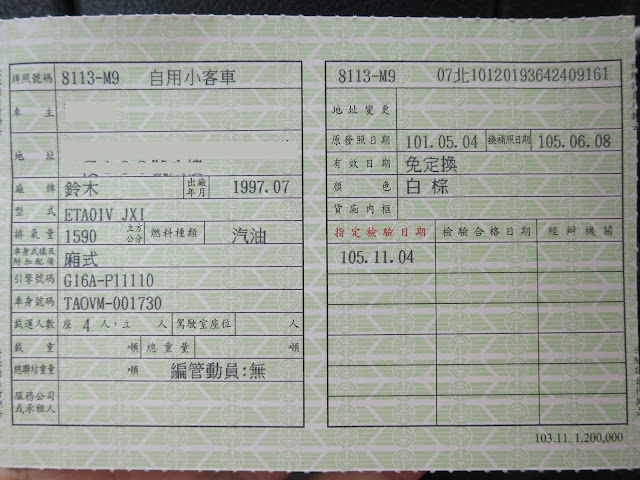 牌照號碼 8113-M9 自用小客車
車主
地址
廠牌 鈴木 出廠年月 1997.07
型式 ETA01V JX1
排氣量 1590 立方公分 燃料種類 汽油
車身式樣及附加配備 廂式
引擎號碼 G16A-P11110
車身號碼 TAOVM-001730
載運人數 座 4 人,立 人 駕駛室座位 人
載重 噸 總重量 噸
總聯結重量 噸 編管動員:無
服務公司或承租人
8113-M9 07北10120193642409161
地址變更
原發照日期 101.05.04 換補照日期 105.06.08
有效日期 免定換
顏色 白 棕
貨廂內框
指定檢驗日期 檢驗合格日期 經辦機關
105.11.04
103.11. 1,200,000